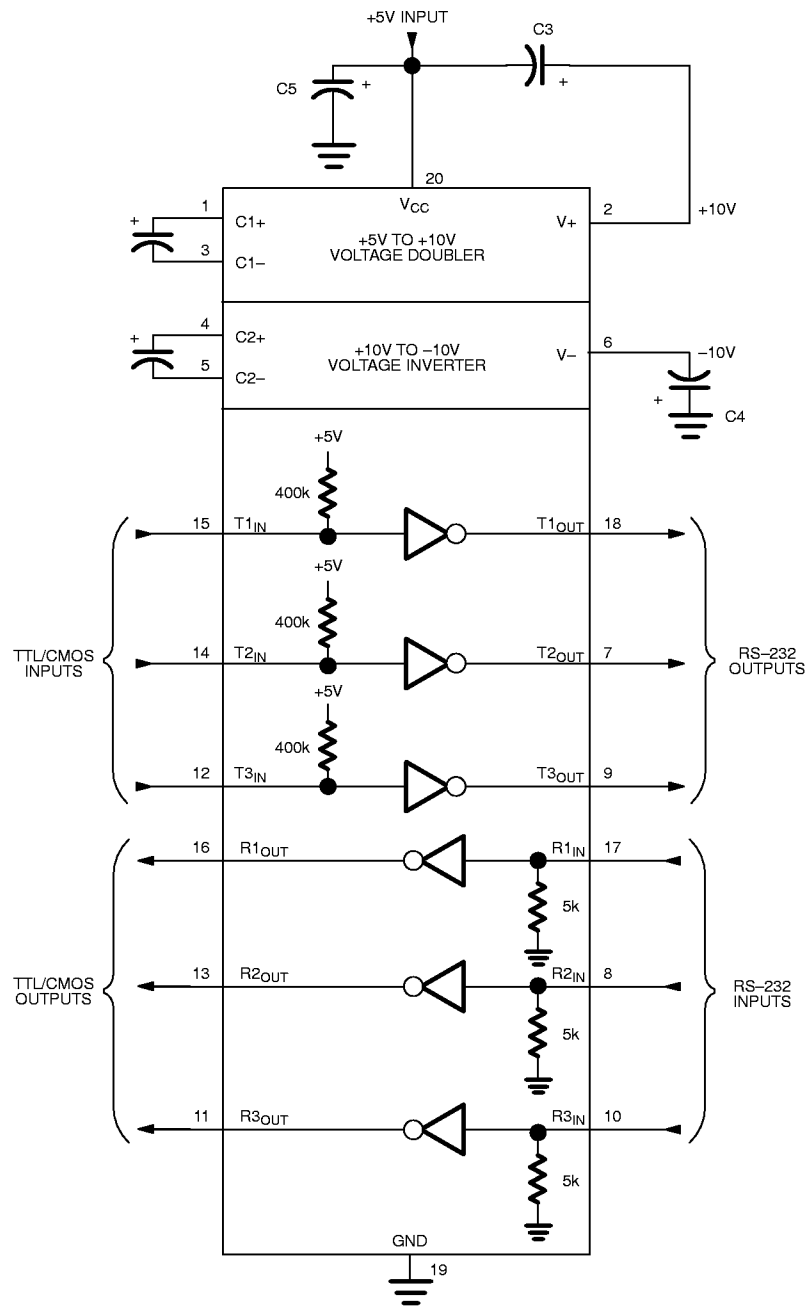 +5V INPUT
C3
C5
+
+
20
VCC
1
+
C1+
3
C1–
+5V TO +10V
VOLTAGE DOUBLER
V+
2
+10V
4
+
C2+
5
C2–
+10V TO –10V
VOLTAGE INVERTER
V–
6
–10V
+
C4
+5V
400k
15
T1IN
T1OUT
18
+5V
400k
TTL/CMOS
INPUTS
14
T2IN
T2OUT
7
RS–232
OUTPUTS
+5V
400k
12
T3IN
T3OUT
9
16
R1OUT
R1IN
17
5k
TTL/CMOS
OUTPUTS
13
R2OUT
R2IN
8
RS–232
INPUTS
5k
11
R3OUT
R3IN
10
5k
GND
19